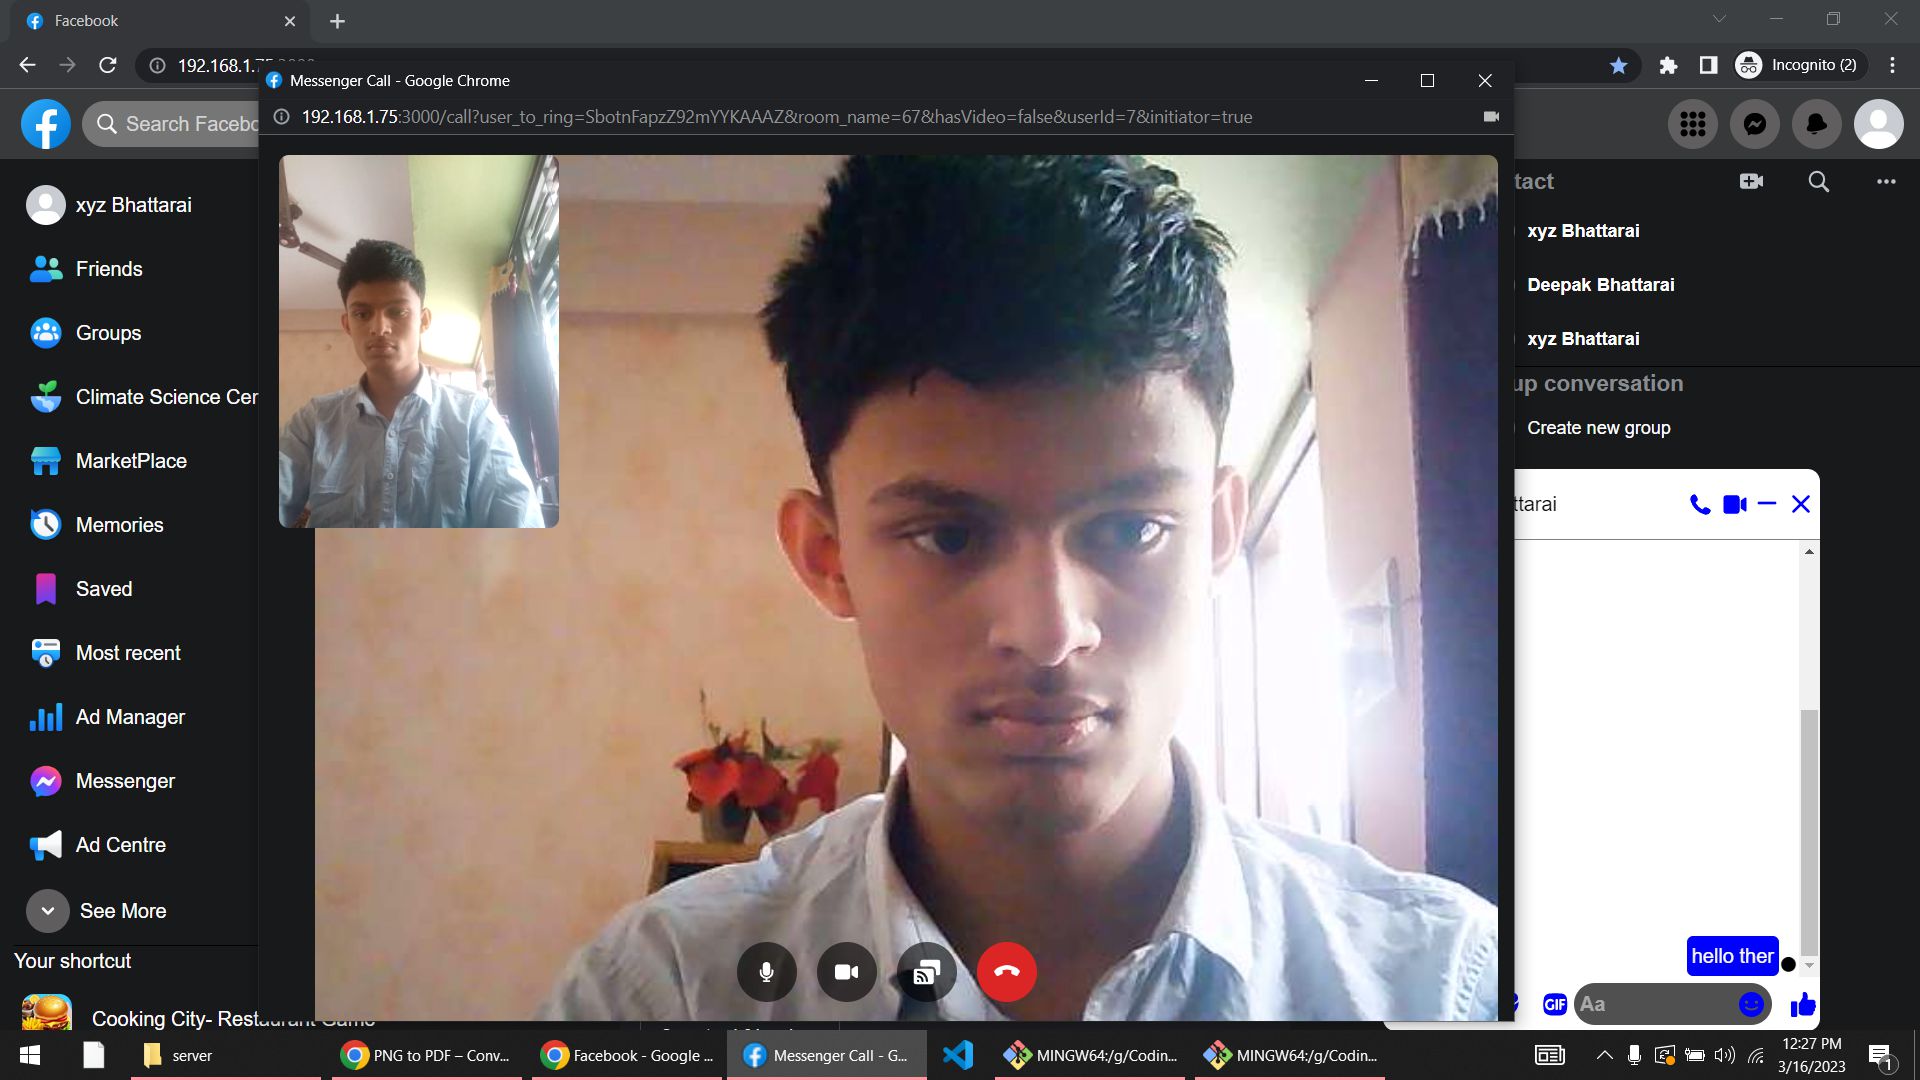 Facebook
192.168.1.75:3000
Incognito (2)
Messenger Call - Google Chrome
192.168.1.75:3000/call?user_to_ring=SbotnFapzZ92mYYKAAAZ&room_name=67&hasVideo=false&userId=7&initiator=true
Search Facebo
xyz Bhattarai
Friends
Groups
Climate Science Cer
MarketPlace
Memories
Saved
Most recent
Ad Manager
Messenger
Ad Centre
See More
Your shortcut
Cooking City- Restaurant Game
tact
xyz Bhattarai
Deepak Bhattarai
xyz Bhattarai
up conversation
Create new group
ttarai
hello ther
GIF
Aa
server
PNG to PDF – Conv...
Facebook - Google ...
Messenger Call - G...
MINGW64:/g/Codin...
MINGW64:/g/Codin...
12:27 PM
3/16/2023
1